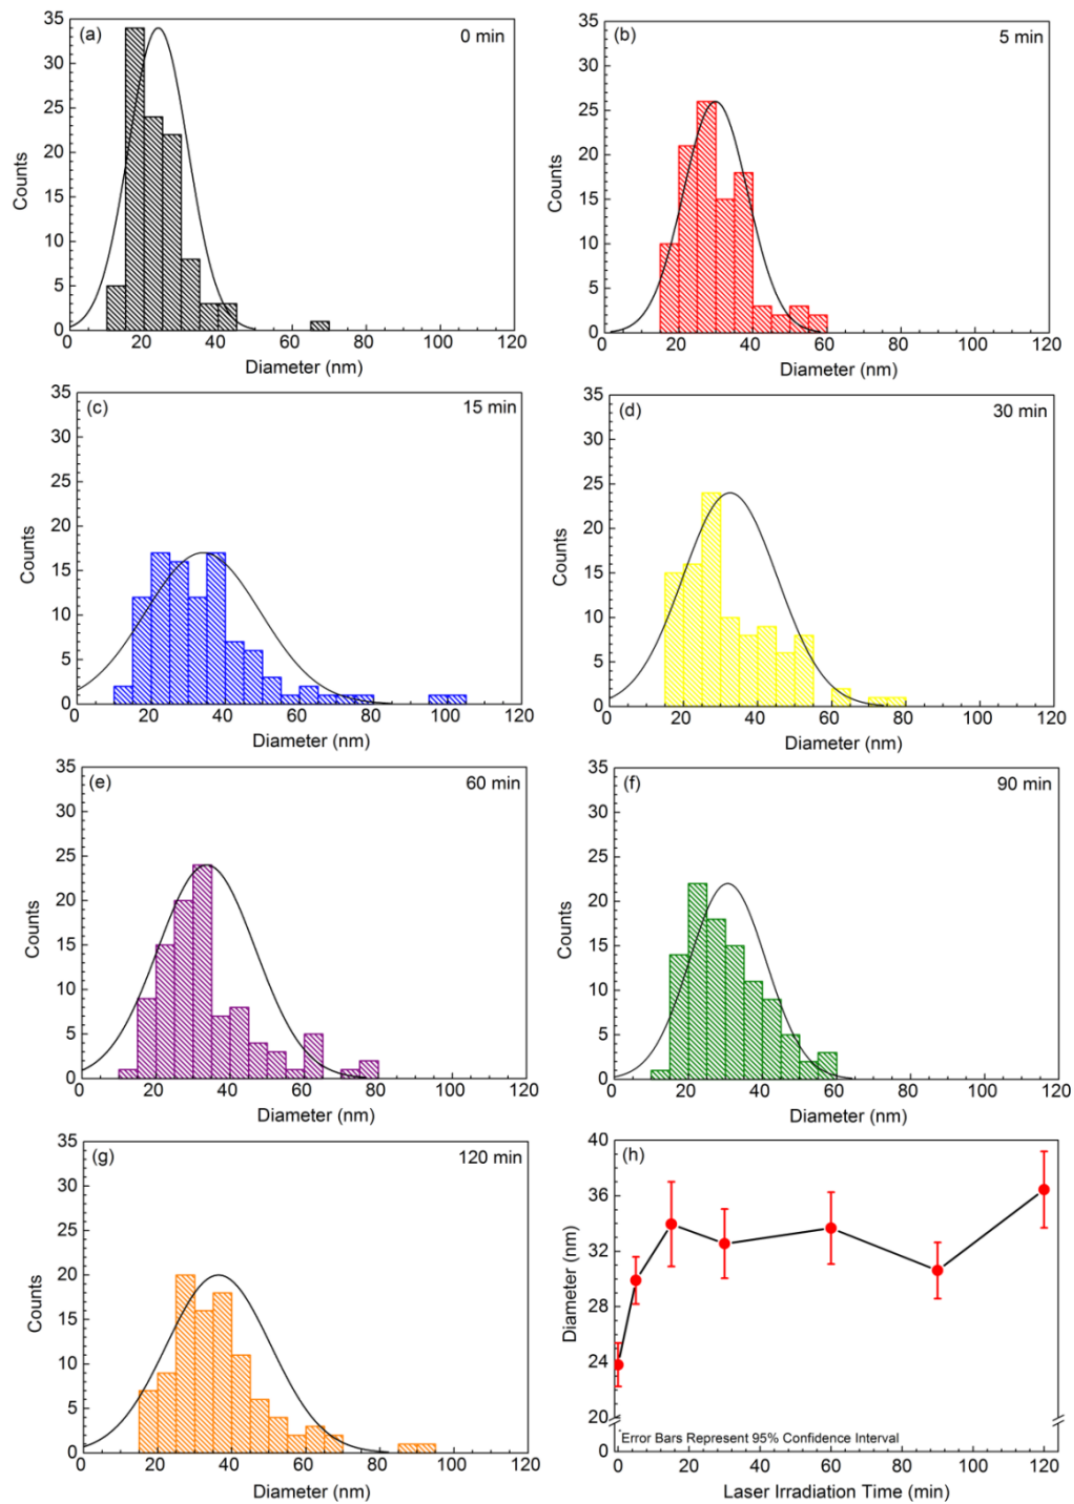 (a) 0 min
35
30
25
20
15
10
5
0
Counts
0 20 40 60 80 100 120
Diameter (nm)
(b) 5 min
35
30
25
20
15
10
5
0
Counts
0 20 40 60 80 100 120
Diameter (nm)
(c) 15 min
35
30
25
20
15
10
5
0
Counts
0 20 40 60 80 100 120
Diameter (nm)
(d) 30 min
35
30
25
20
15
10
5
0
Counts
0 20 40 60 80 100 120
Diameter (nm)
(e) 60 min
35
30
25
20
15
10
5
0
Counts
0 20 40 60 80 100 120
Diameter (nm)
(f) 90 min
35
30
25
20
15
10
5
0
Counts
0 20 40 60 80 100 120
Diameter (nm)
(g) 120 min
35
30
25
20
15
10
5
0
Counts
0 20 40 60 80 100 120
Diameter (nm)
(h)
40
36
32
28
24
20
0
Diameter (nm)
*Error Bars Represent 95% Confidence Interval
0 20 40 60 80 100 120
Laser Irradiation Time (min)